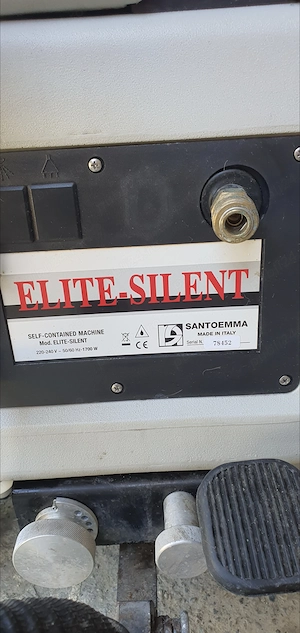 ELITE-SILENT
SELF-CONTAINED MACHINE
Mod. ELITE-SILENT
220-240 V ~ 50/60 Hz 1700 W
SANTOEMMA
MADE IN ITALY
Serial N. 78452